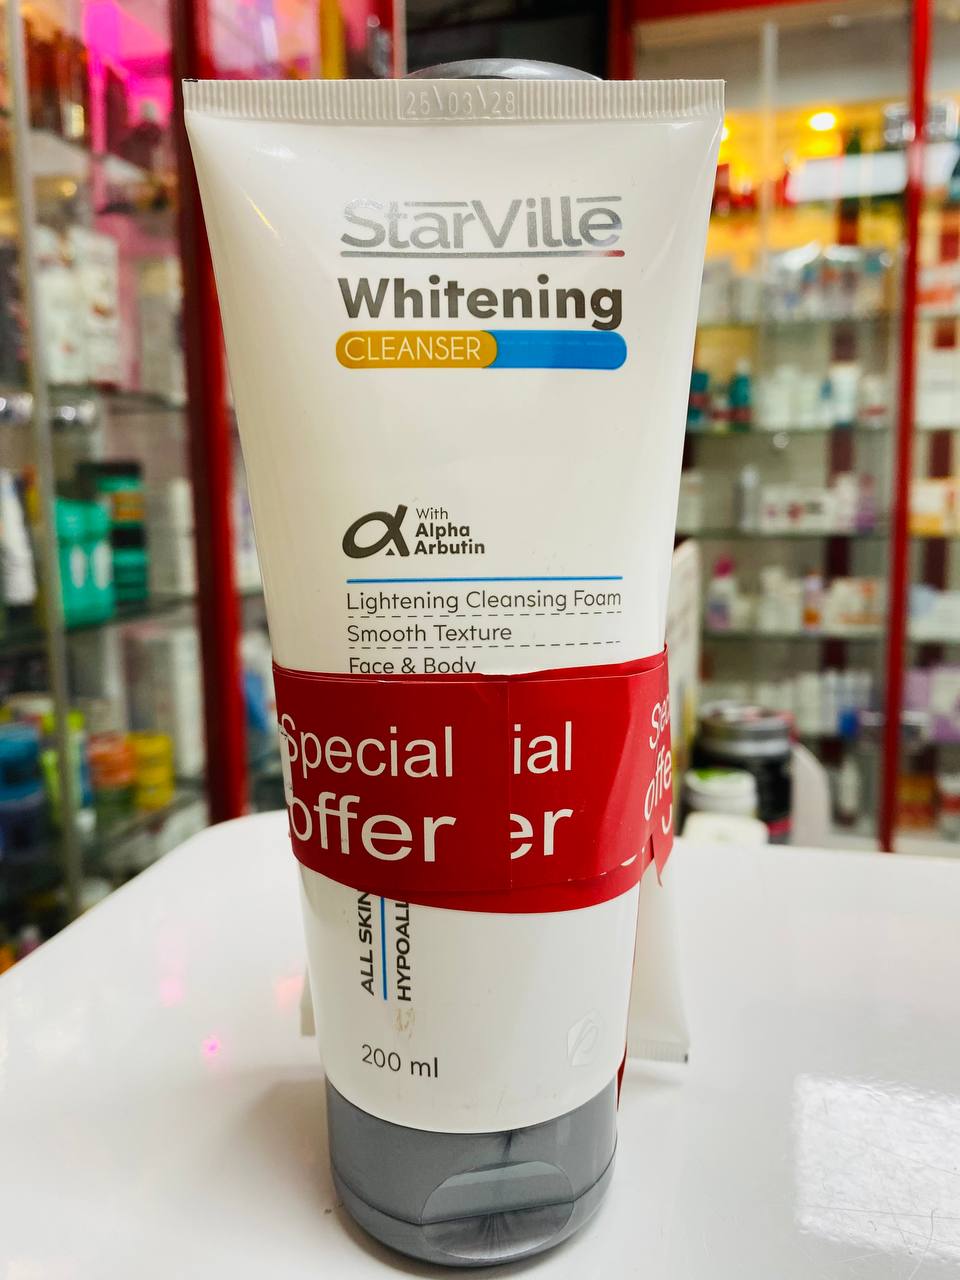 25\03\28
StarVille
Whitening
CLEANSER
With
Alpha
Arbutin
Lightening Cleansing Foam
Smooth Texture
Face & Body
Special
offer
ial
er
ALL SKIN
HYPOALL
200 ml